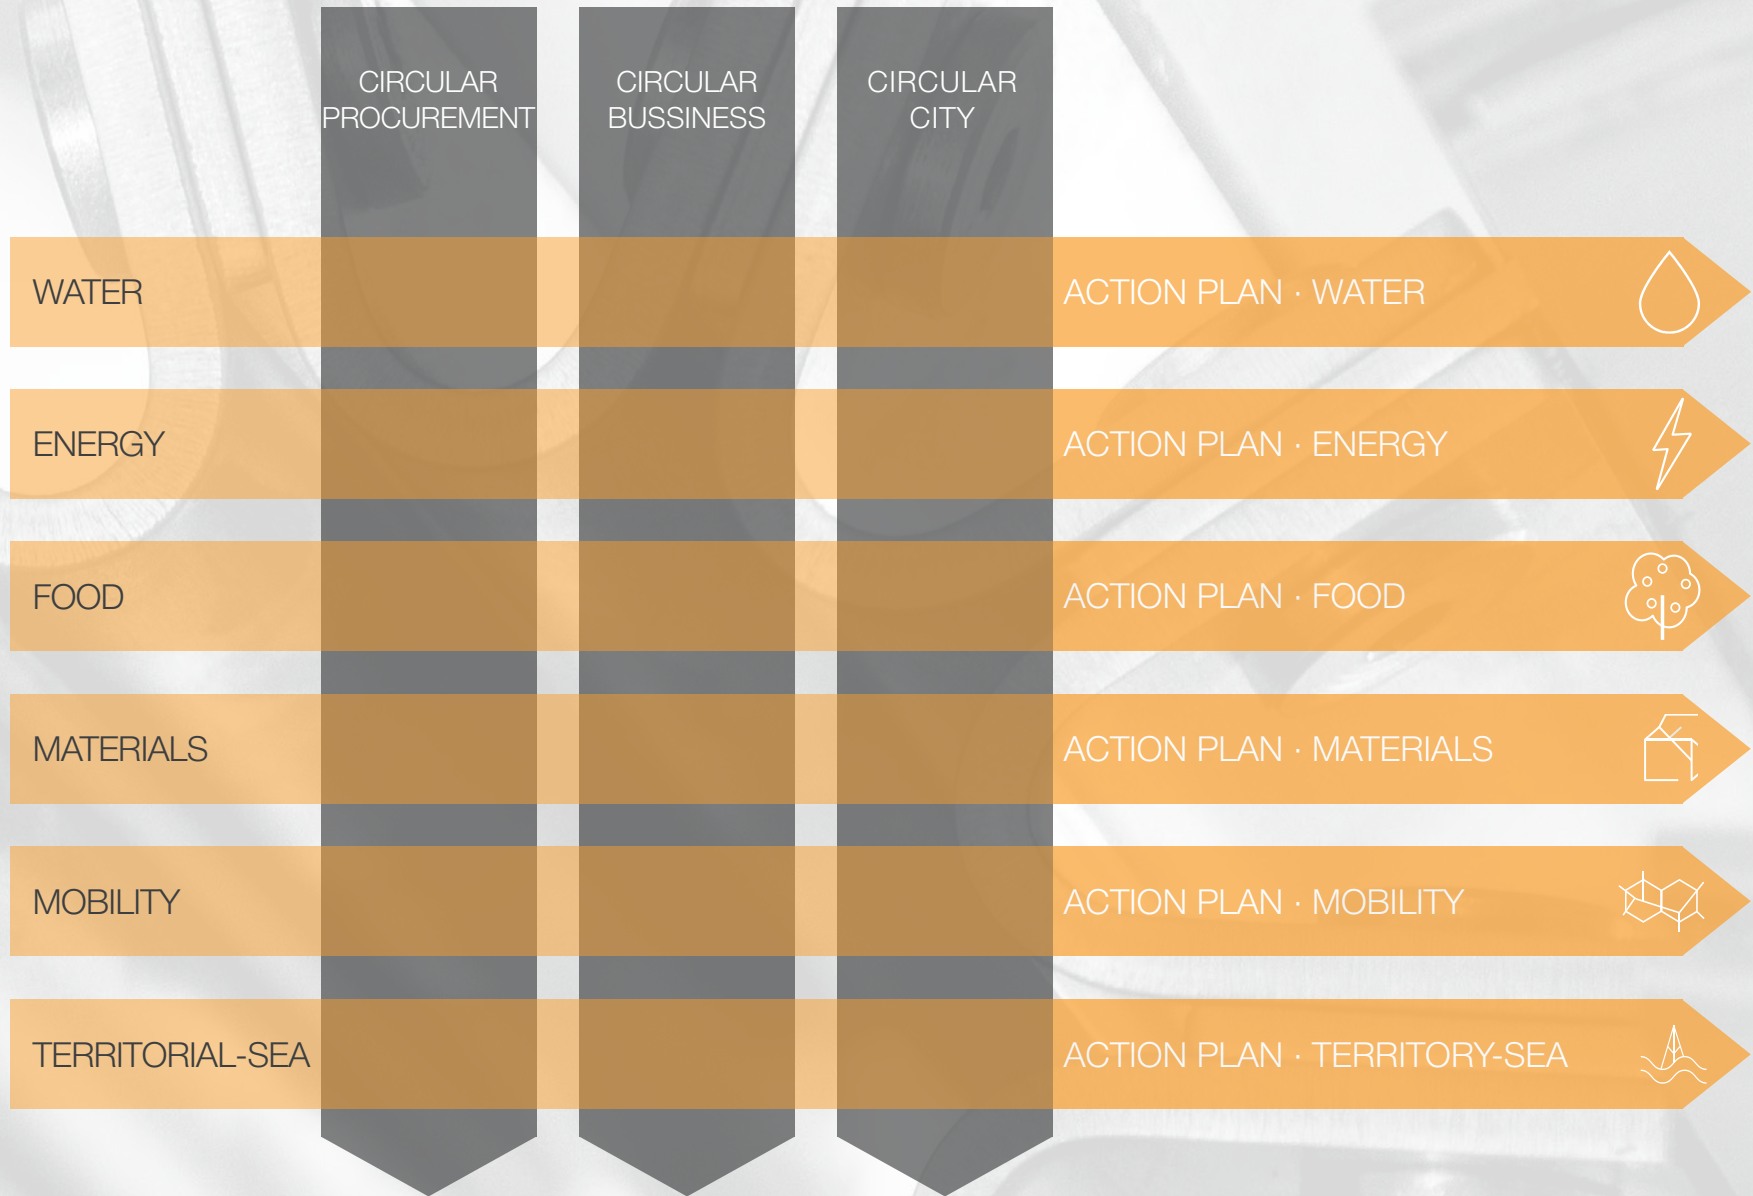 CIRCULAR
PROCUREMENT
CIRCULAR
BUSSINESS
CIRCULAR
CITY
WATER
ACTION PLAN · WATER
ENERGY
ACTION PLAN · ENERGY
FOOD
ACTION PLAN · FOOD
MATERIALS
ACTION PLAN · MATERIALS
MOBILITY
ACTION PLAN · MOBILITY
TERRITORIAL-SEA
ACTION PLAN · TERRITORY-SEA